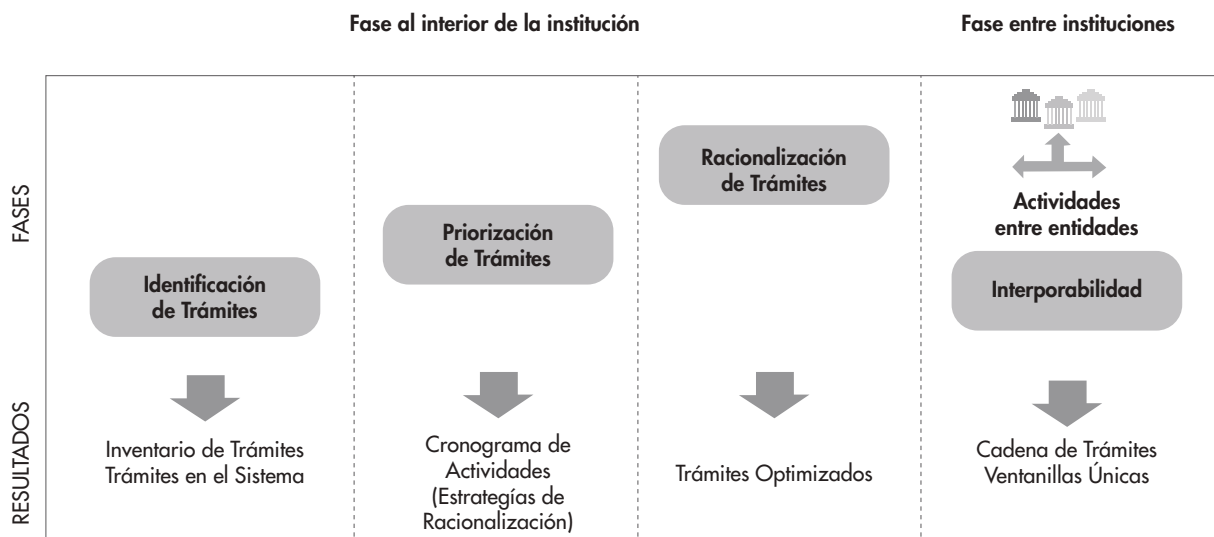 Fase al interior de la institución
Fase entre instituciones
FASES
Identificación
de Trámites
Priorización
de Trámites
Racionalización
de Trámites
Actividades
entre entidades
Interporabilidad
RESULTADOS
Inventario de Trámites
Trámites en el Sistema
Cronograma de
Actividades
(Estrategías de
Racionalización)
Trámites Optimizados
Cadena de Trámites
Ventanillas Únicas